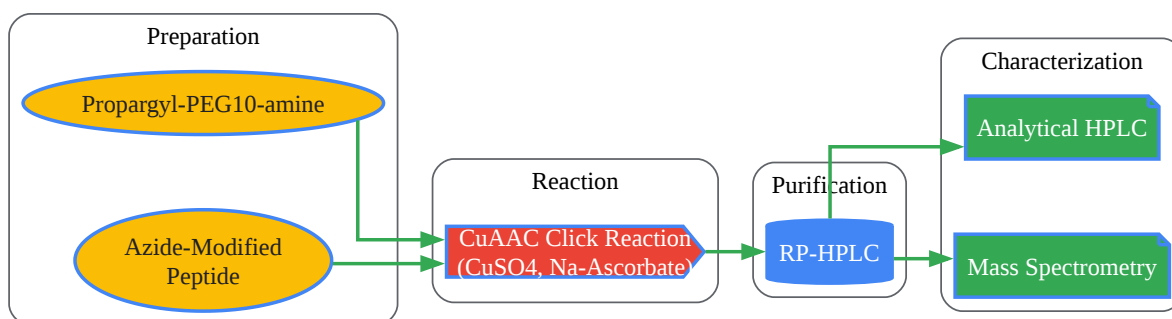 Preparation
Propargyl-PEG10-amine
Azide-Modified
Peptide
Reaction
CuAAC Click Reaction
(CuSO4, Na-Ascorbate)
Purification
RP-HPLC
Characterization
Analytical HPLC
Mass Spectrometry